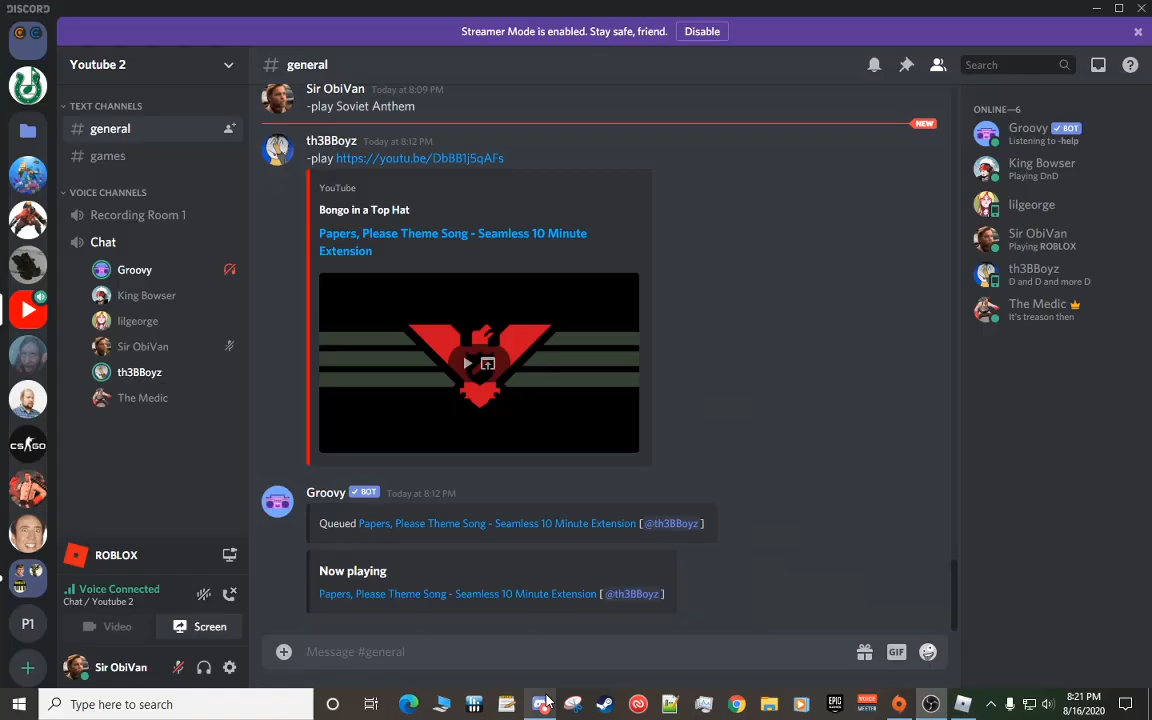 DISCORD
Streamer Mode is enabled. Stay safe, friend.
Disable
Youtube 2
# general
Search
TEXT CHANNELS
# general
# games
VOICE CHANNELS
Recording Room 1
Chat
Groovy
King Bowser
lilgeorge
Sir ObiVan
th3BBoyz
The Medic
ROBLOX
Voice Connected
Chat / Youtube 2
Video
Screen
Sir ObiVan
CS:GO
P1
Sir ObiVan Today at 8:09 PM
-play Soviet Anthem
NEW
th3BBoyz Today at 8:12 PM
-play https://youtu.be/DbBB1j5qAFs
YouTube
Bongo in a Top Hat
Papers, Please Theme Song - Seamless 10 Minute
Extension
Groovy BOT Today at 8:12 PM
Queued Papers, Please Theme Song - Seamless 10 Minute Extension [@th3BBoyz]
Now playing
Papers, Please Theme Song - Seamless 10 Minute Extension [@th3BBoyz]
Message #general
GIF
ONLINE—6
Groovy BOT
Listening to -help
King Bowser
Playing DnD
lilgeorge
Sir ObiVan
Playing ROBLOX
th3BBoyz
D and D and more D
The Medic
It's treason then
Type here to search
EPIC
GAMES
VOICE
MEETER
8:21 PM
8/16/2020